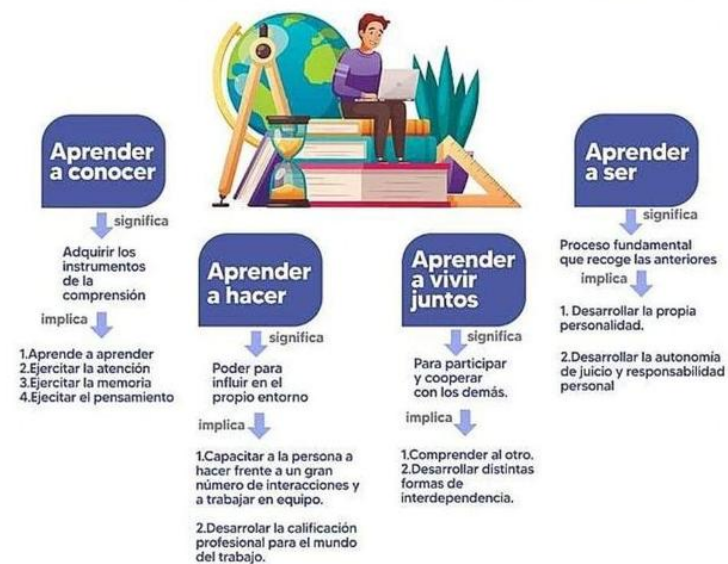 Aprender
a conocer
significa
Adquirir los
instrumentos
de la
comprensión
implica
1.Aprende a aprender
2.Ejercitar la atención
3.Ejercitar la memoria
4.Ejecitar el pensamiento
Aprender
a hacer
significa
Poder para
influir en el
propio entorno
implica
1.Capacitar a la persona a
hacer frente a un gran
número de interacciones y
a trabajar en equipo.
2.Desarrolar la calificación
profesional para el mundo
del trabajo.
Aprender
a vivir
juntos
significa
Para participar
y cooperar
con los demás.
implica
1.Comprender al otro.
2.Desarrollar distintas
formas de
interdependencia.
Aprender
a ser
significa
Proceso fundamental
que recoge las anteriores
implica
1. Desarrollar la propia
personalidad.
2.Desarrollar la autonomía
de juicio y responsabilidad
personal